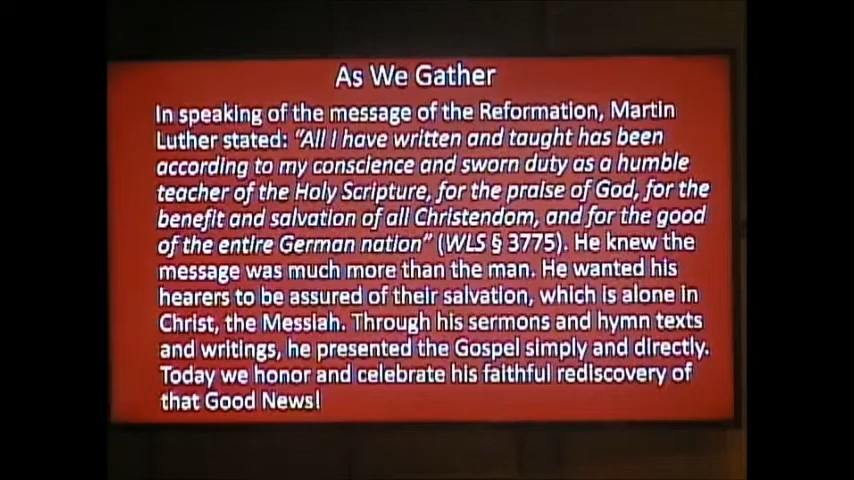 As We Gather
In speaking of the message of the Reformation, Martin
Luther stated: “All I have written and taught has been
according to my conscience and sworn duty as a humble
teacher of the Holy Scripture, for the praise of God, for the
benefit and salvation of all Christendom, and for the good
of the entire German nation” (WLS § 3775). He knew the
message was much more than the man. He wanted his
hearers to be assured of their salvation, which is alone in
Christ, the Messiah. Through his sermons and hymn texts
and writings, he presented the Gospel simply and directly.
Today we honor and celebrate his faithful rediscovery of
that Good News!